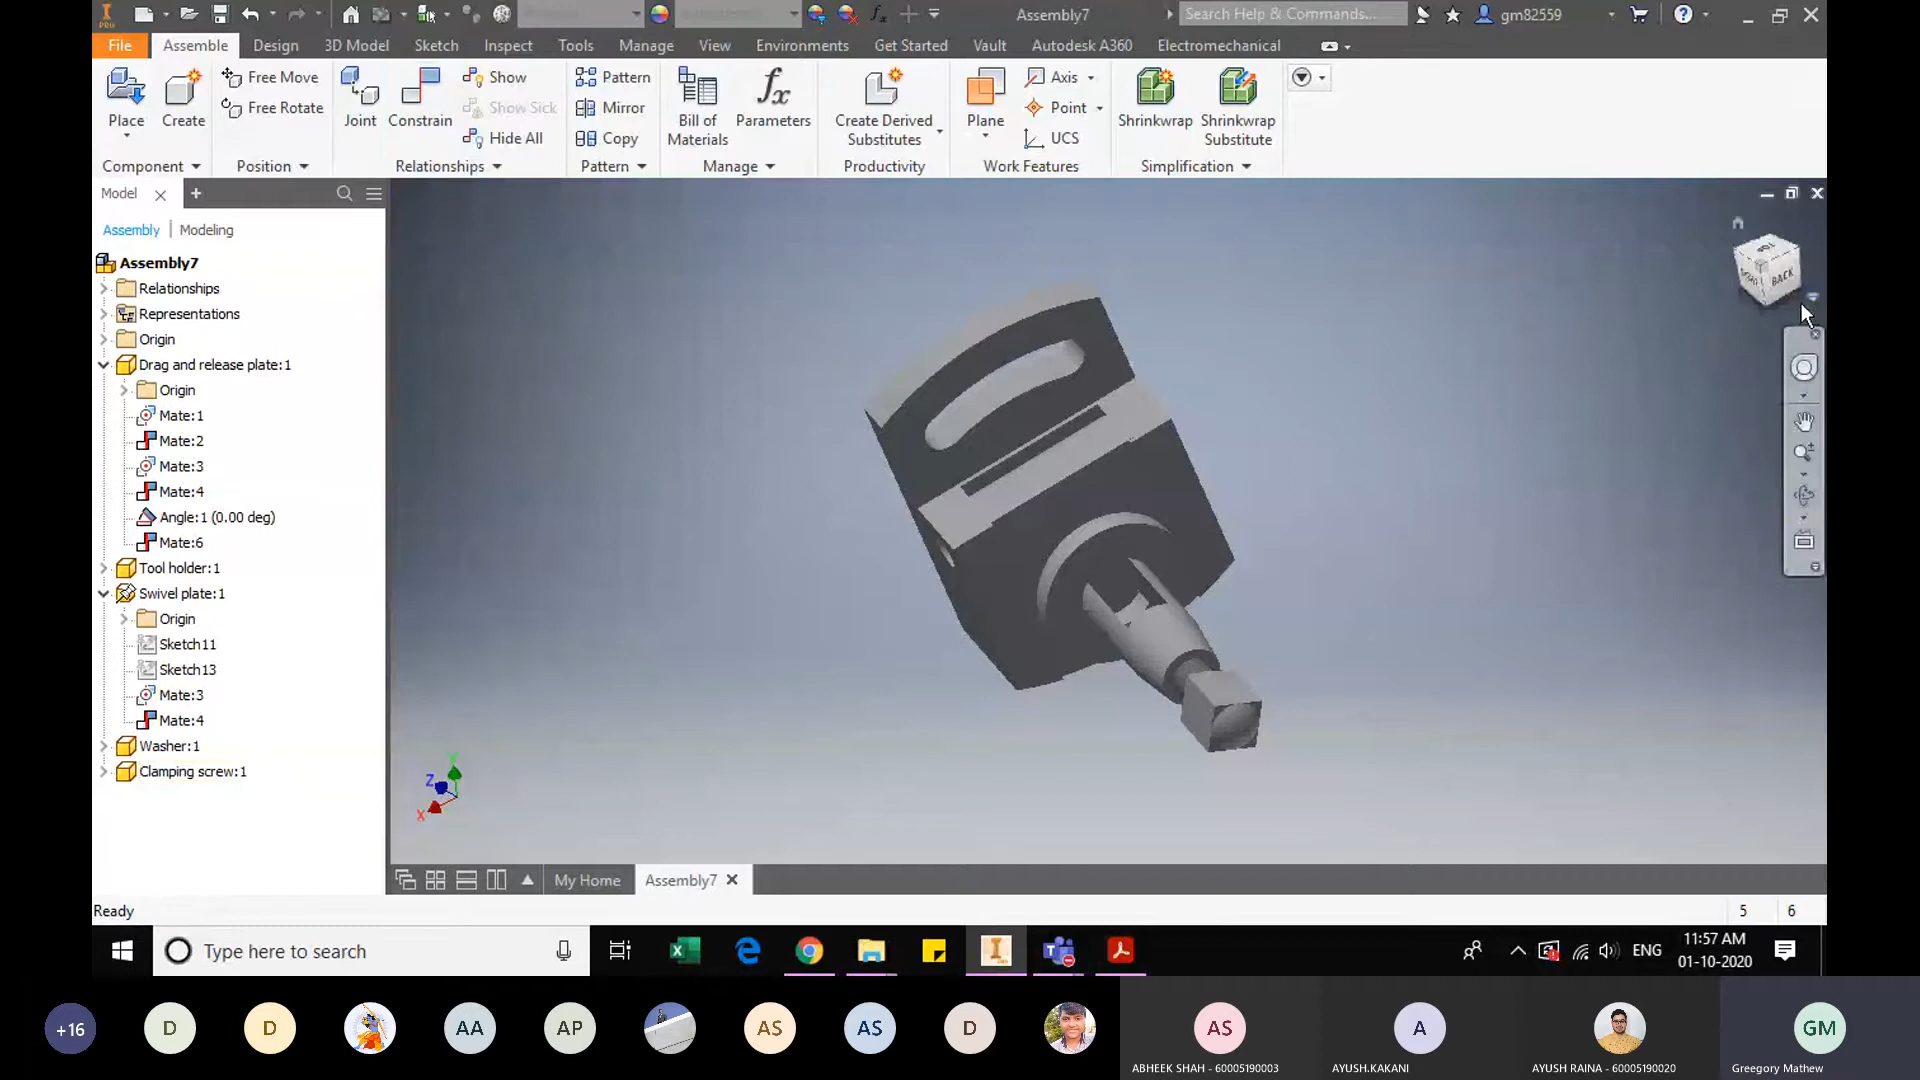 PRO
Assembly7
Search Help & Commands...
gm82559
File
Assemble
Design
3D Model
Sketch
Inspect
Tools
Manage
View
Environments
Get Started
Vault
Autodesk A360
Electromechanical
Place
Create
Free Move
Free Rotate
Joint
Constrain
Show
Show Sick
Hide All
Pattern
Mirror
Copy
Bill of
Materials
fx
Parameters
Create Derived
Substitutes
Plane
Axis
Point
UCS
Shrinkwrap
Shrinkwrap
Substitute
Component
Position
Relationships
Pattern
Manage
Productivity
Work Features
Simplification
Model
Assembly | Modeling
Assembly7
Relationships
Representations
Origin
Drag and release plate:1
Origin
Mate:1
Mate:2
Mate:3
Mate:4
Angle:1 (0.00 deg)
Mate:6
Tool holder:1
Swivel plate:1
Origin
Sketch11
Sketch13
Mate:3
Mate:4
Washer:1
Clamping screw:1
TOP
BACK
Y
Z
X
My Home
Assembly7
Ready
5
6
Type here to search
ENG
11:57 AM
01-10-2020
+16
D
D
AA
AP
AS
AS
D
AS
ABHEEK SHAH - 60005190003
A
AYUSH.KAKANI
AYUSH RAINA - 60005190020
GM
Greegory Mathew